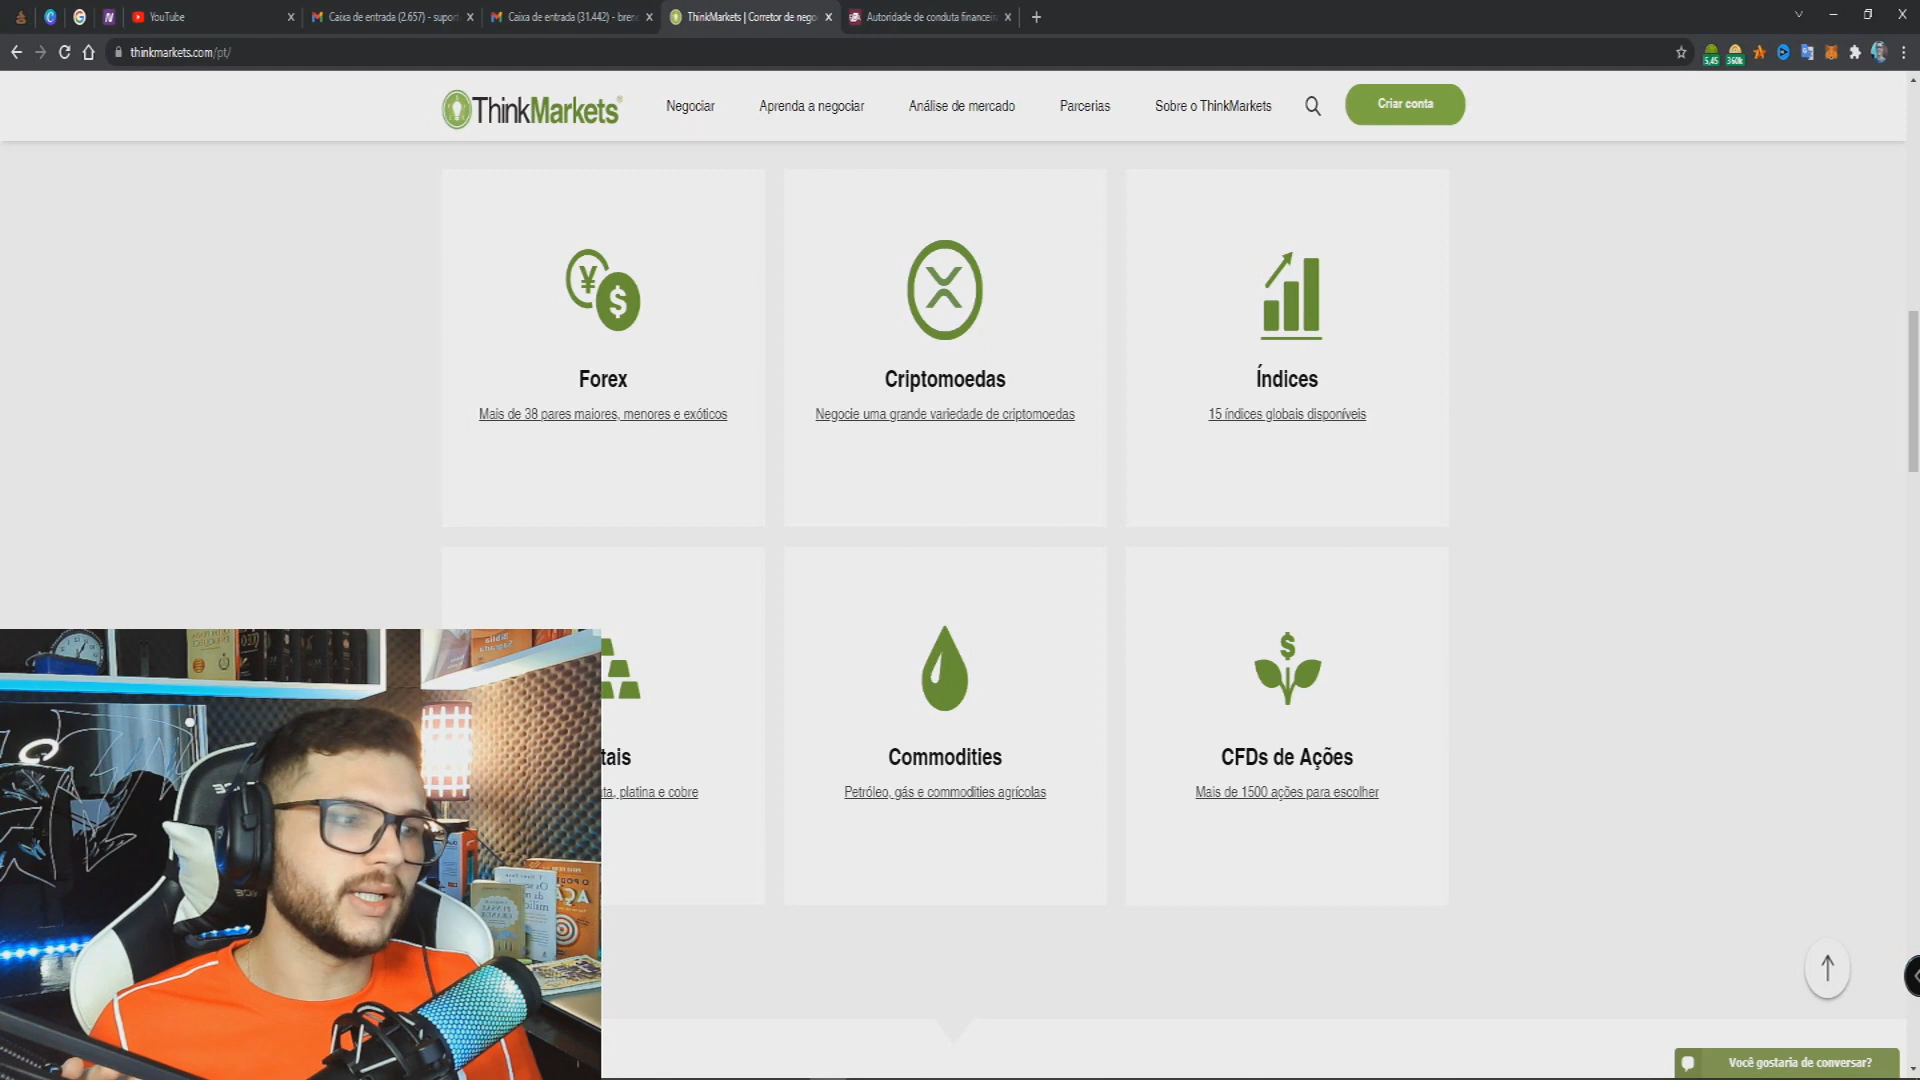 YouTube
Caixa de entrada (2.657) - supor
Caixa de entrada (31.442) - bren
ThinkMarkets | Corretor de nego
Autoridade de conduta financeir
thinkmarkets.com/pt/
5,45
360k
ThinkMarkets
Negociar
Aprenda a negociar
Análise de mercado
Parcerias
Sobre o ThinkMarkets
Criar conta
Forex
Mais de 38 pares maiores, menores e exóticos
Criptomoedas
Negocie uma grande variedade de criptomoedas
Índices
15 índices globais disponíveis
tais
ta, platina e cobre
Commodities
Petróleo, gás e commodities agrícolas
CFDs de Ações
Mais de 1500 ações para escolher
Você gostaria de conversar?